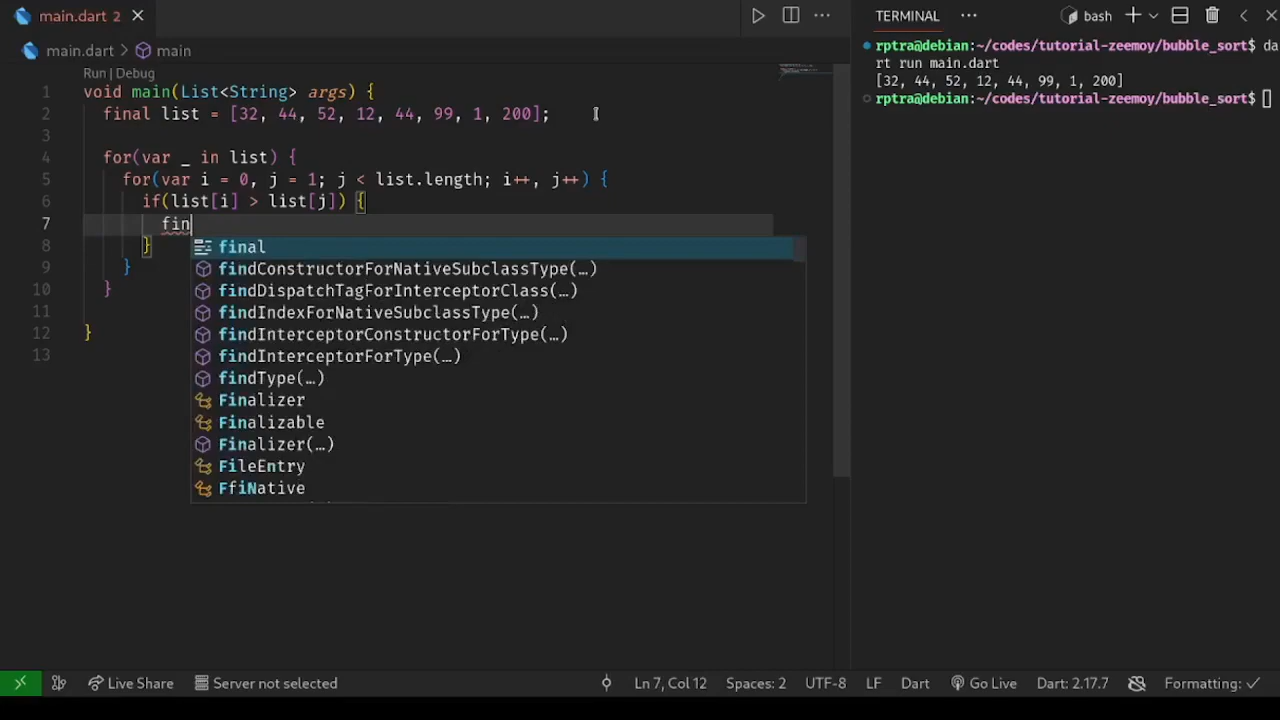 main.dart 2
TERMINAL
bash
main.dart > main
Run | Debug
1 void main(List<String> args) {
2 final list = [32, 44, 52, 12, 44, 99, 1, 200];
3
4 for(var _ in list) {
5 for(var i = 0, j = 1; j < list.length; i++, j++) {
6 if(list[i] > list[j]) {
7 fin
8 }
9 }
10 }
11
12 }
13
final
findConstructorForNativeSubclassType(…)
findDispatchTagForInterceptorClass(…)
findIndexForNativeSubclassType(…)
findInterceptorConstructorForType(…)
findInterceptorForType(…)
findType(…)
Finalizer
Finalizable
Finalizer(…)
FileEntry
FfiNative
rptra@debian:~/codes/tutorial-zeemoy/bubble_sort$ da
rt run main.dart
[32, 44, 52, 12, 44, 99, 1, 200]
rptra@debian:~/codes/tutorial-zeemoy/bubble_sort$
Live Share
Server not selected
Ln 7, Col 12
Spaces: 2
UTF-8
LF
Dart
Go Live
Dart: 2.17.7
Formatting: ✓